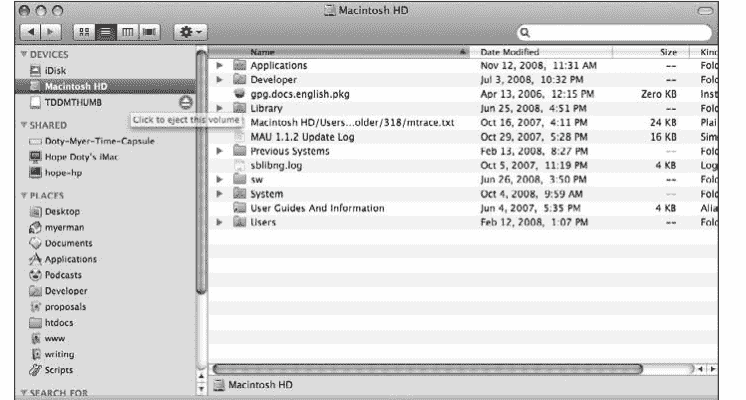 Macintosh HD
Name Date Modified Size Kind
DEVICES
iDisk
Macintosh HD
TDDMTHUMB
Click to eject this volume
SHARED
Doty-Myer-Time-Capsule
Hope Doty's iMac
hope-hp
PLACES
Desktop
myerman
Documents
Applications
Podcasts
Developer
proposals
htdocs
www
writing
Scripts
SEARCH FOR
Applications Nov 12, 2008, 11:31 AM -- Fold
Developer Jul 3, 2008, 10:32 PM -- Fold
gpg.docs.english.pkg Apr 13, 2006, 12:15 PM Zero KB Inst
Library Jun 25, 2008, 4:51 PM -- Fold
Macintosh HD/Users...older/318/mtrace.txt Oct 16, 2007, 4:11 PM 24 KB Plai
MAU 1.1.2 Update Log Oct 29, 2007, 5:28 PM 16 KB Sim
Previous Systems Feb 13, 2008, 8:27 PM -- Fold
sblibng.log Oct 5, 2007, 11:19 PM 4 KB Log
sw Jun 26, 2008, 3:50 PM -- Fold
System Oct 4, 2008, 9:59 AM -- Fold
User Guides And Information Jun 4, 2007, 5:35 PM 4 KB Alia
Users Feb 12, 2008, 1:07 PM -- Fold
Macintosh HD